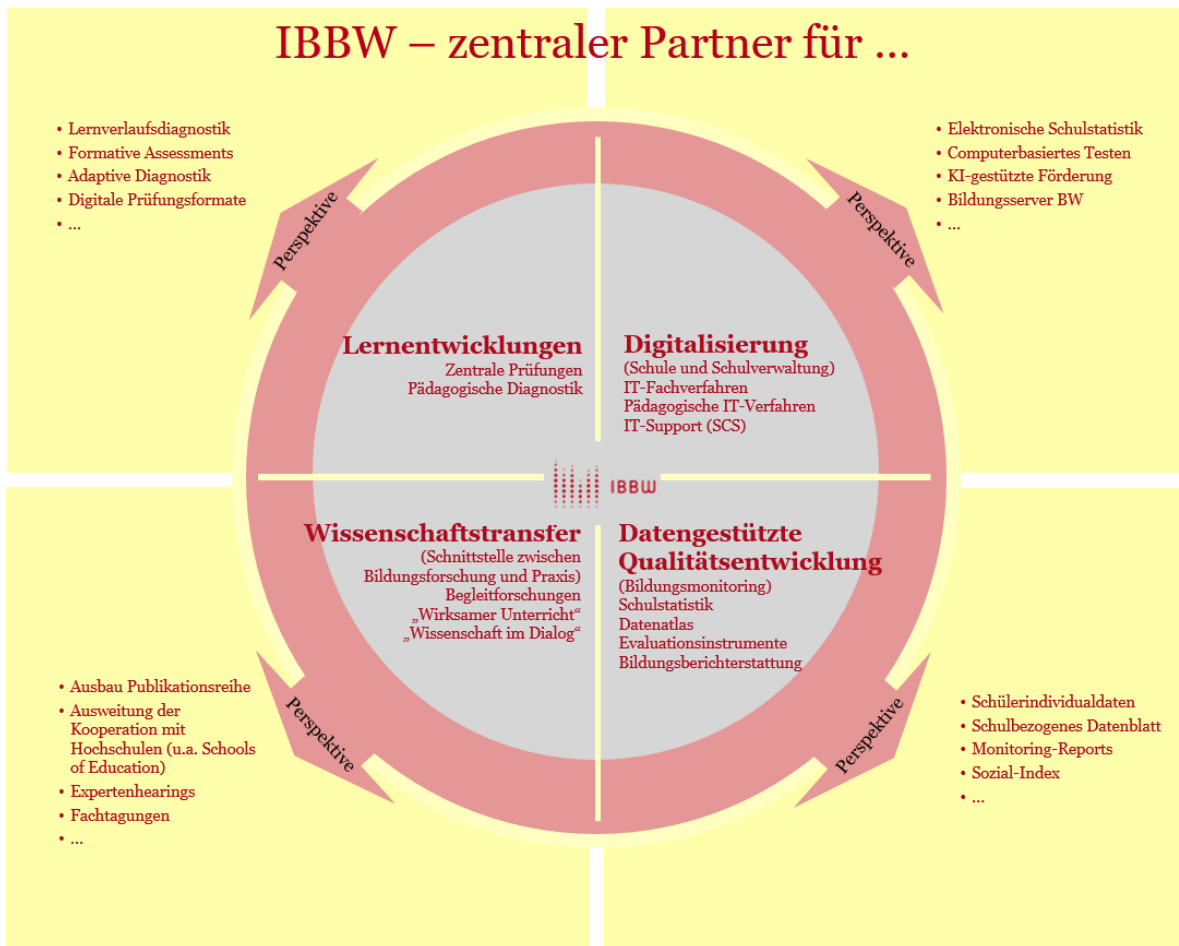 IBBW – zentraler Partner für ...
• Lernverlaufsdiagnostik
• Formative Assessments
• Adaptive Diagnostik
• Digitale Prüfungsformate
• ...
• Elektronische Schulstatistik
• Computerbasiertes Testen
• KI-gestützte Förderung
• Bildungsserver BW
• ...
Perspektive
Perspektive
Lernentwicklungen
Zentrale Prüfungen
Pädagogische Diagnostik
Digitalisierung
(Schule und Schulverwaltung)
IT-Fachverfahren
Pädagogische IT-Verfahren
IT-Support (SCS)
IBBW
Wissenschaftstransfer
(Schnittstelle zwischen
Bildungsforschung und Praxis)
Begleitforschungen
„Wirksamer Unterricht“
„Wissenschaft im Dialog“
Datengestützte
Qualitätsentwicklung
(Bildungsmonitoring)
Schulstatistik
Datenatlas
Evaluationsinstrumente
Bildungsberichterstattung
Perspektive
Perspektive
• Ausbau Publikationsreihe
• Ausweitung der
Kooperation mit
Hochschulen (u.a. Schools
of Education)
• Expertenhearings
• Fachtagungen
• ...
• Schülerindividualdaten
• Schulbezogenes Datenblatt
• Monitoring-Reports
• Sozial-Index
• ...